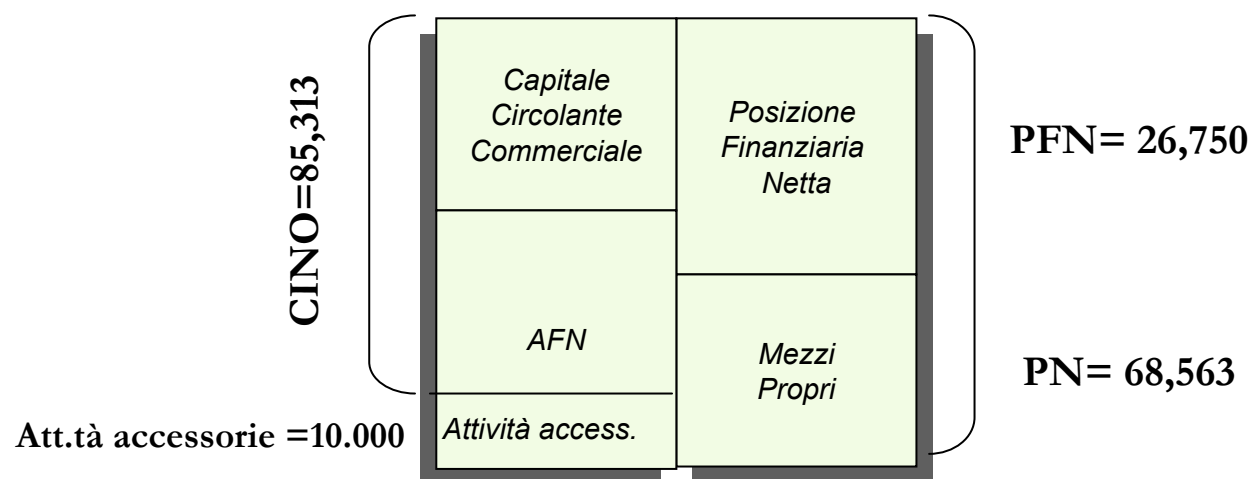 CINO=85,313
Capitale
Circolante
Commerciale
Posizione
Finanziaria
Netta
PFN= 26,750
AFN
Mezzi
Propri
PN= 68,563
Att.tà accessorie =10.000
Attività access.